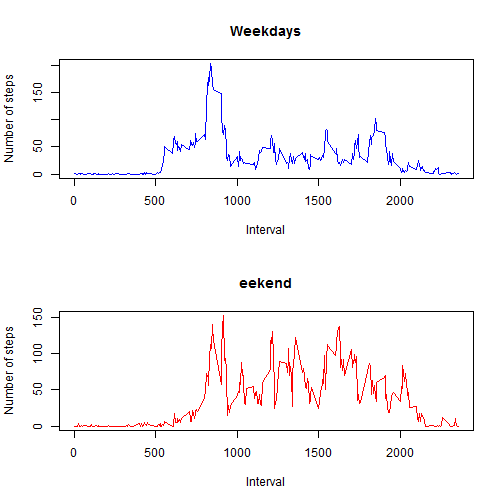 Weekdays
Number of steps
0 50 150
0 500 1000 1500 2000
Interval
eekend
Number of steps
0 50 100 150
0 500 1000 1500 2000
Interval